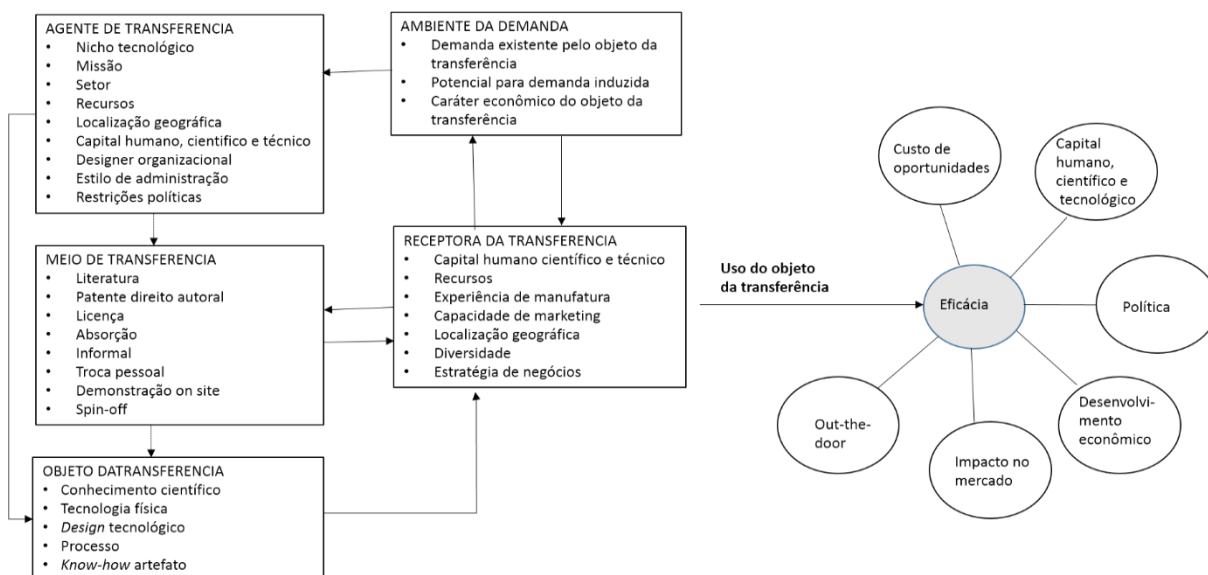 AGENTE DE TRANSFERENCIA
• Nicho tecnológico
• Missão
• Setor
• Recursos
• Localização geográfica
• Capital humano, cientifico e técnico
• Designer organizacional
• Estilo de administração
• Restrições políticas
AMBIENTE DA DEMANDA
• Demanda existente pelo objeto da
transferência
• Potencial para demanda induzida
• Caráter econômico do objeto da
transferência
MEIO DE TRANSFERENCIA
• Literatura
• Patente direito autoral
• Licença
• Absorção
• Informal
• Troca pessoal
• Demonstração on site
• Spin-off
RECEPTORA DA TRANSFERENCIA
• Capital humano científico e técnico
• Recursos
• Experiência de manufatura
• Capacidade de marketing
• Localização geográfica
• Diversidade
• Estratégia de negócios
OBJETO DATRANSFERENCIA
• Conhecimento científico
• Tecnologia física
• Design tecnológico
• Processo
• Know-how artefato
Uso do objeto
da transferência
Eficácia
Custo de
oportunidades
Capital
humano,
científico e
tecnológico
Política
Desenvolvi-
mento
econômico
Impacto no
mercado
Out-the-
door